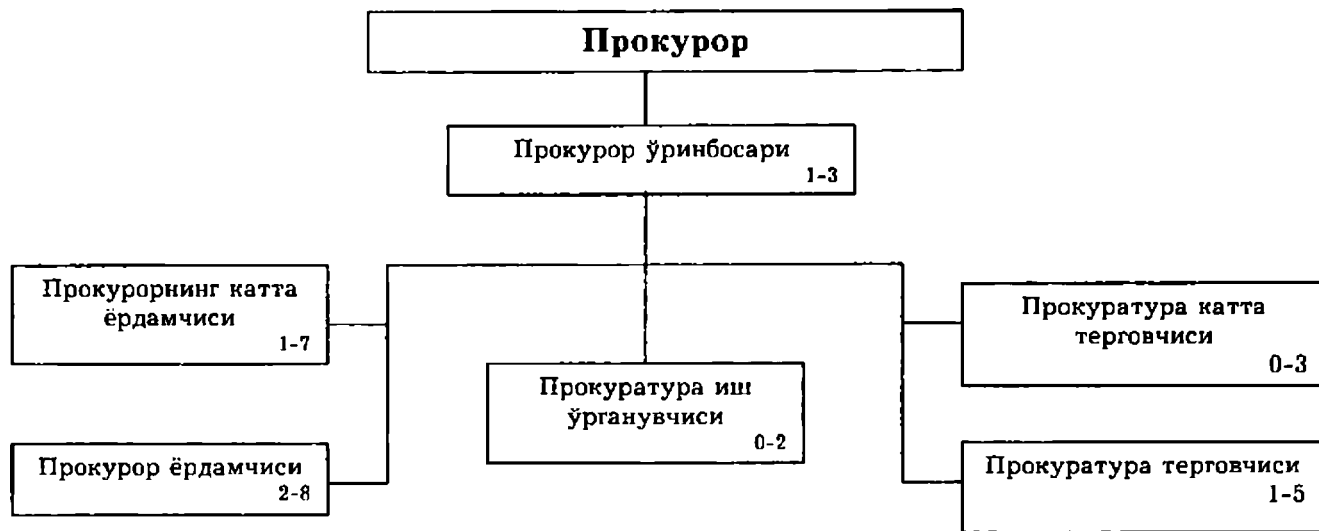 Прокурор
Прокурор ўринбосари
1-3
Прокурорнинг катта
ёрдамчиси
1-7
Прокурор ёрдамчиси
2-8
Прокуратура иш
ўрганувчиси
0-2
Прокуратура катта
терговчиси
0-3
Прокуратура терговчиси
1-5